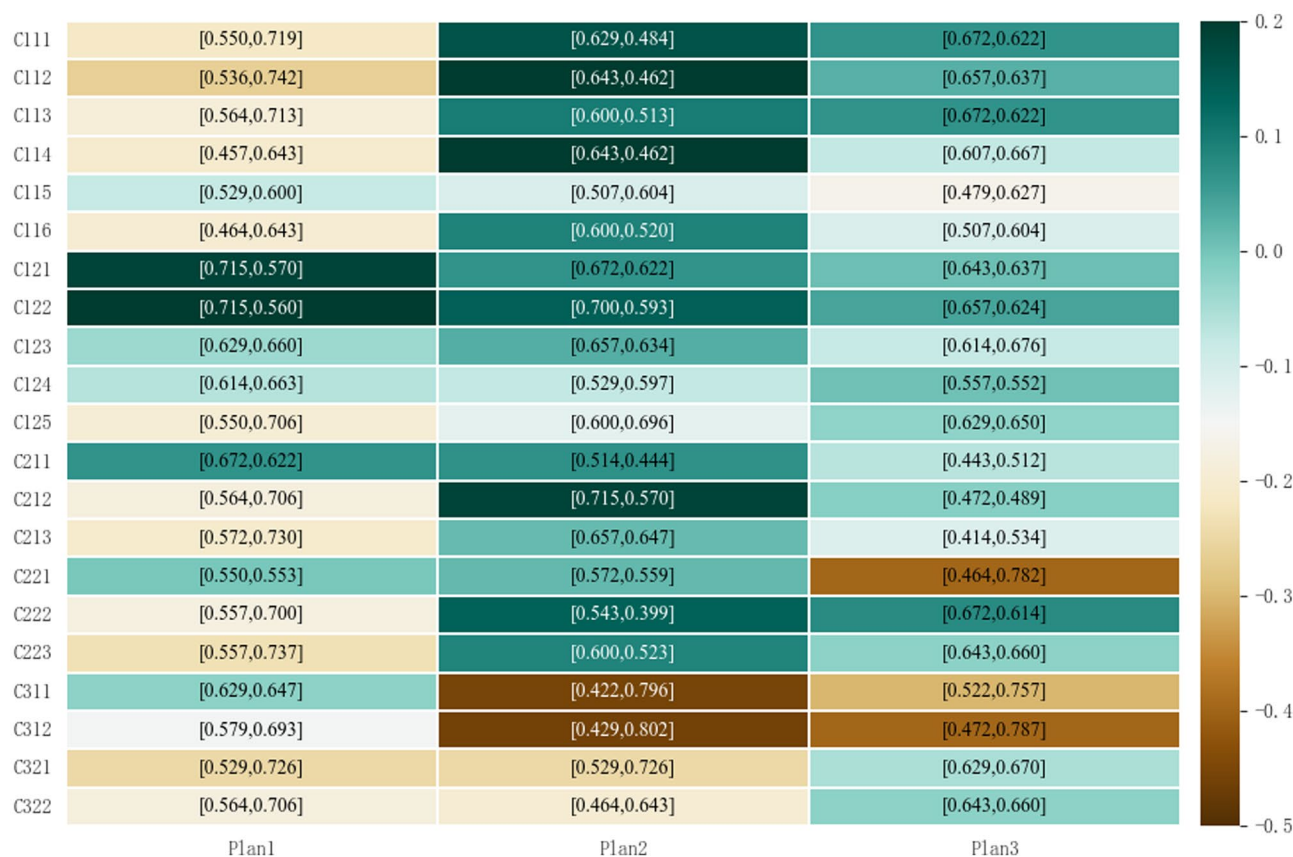 C111 [0.550,0.719] [0.629,0.484] [0.672,0.622]
C112 [0.536,0.742] [0.643,0.462] [0.657,0.637]
C113 [0.564,0.713] [0.600,0.513] [0.672,0.622]
C114 [0.457,0.643] [0.643,0.462] [0.607,0.667]
C115 [0.529,0.600] [0.507,0.604] [0.479,0.627]
C116 [0.464,0.643] [0.600,0.520] [0.507,0.604]
C121 [0.715,0.570] [0.672,0.622] [0.643,0.637]
C122 [0.715,0.560] [0.700,0.593] [0.657,0.624]
C123 [0.629,0.660] [0.657,0.634] [0.614,0.676]
C124 [0.614,0.663] [0.529,0.597] [0.557,0.552]
C125 [0.550,0.706] [0.600,0.696] [0.629,0.650]
C211 [0.672,0.622] [0.514,0.444] [0.443,0.512]
C212 [0.564,0.706] [0.715,0.570] [0.472,0.489]
C213 [0.572,0.730] [0.657,0.647] [0.414,0.534]
C221 [0.550,0.553] [0.572,0.559] [0.464,0.782]
C222 [0.557,0.700] [0.543,0.399] [0.672,0.614]
C223 [0.557,0.737] [0.600,0.523] [0.643,0.660]
C311 [0.629,0.647] [0.422,0.796] [0.522,0.757]
C312 [0.579,0.693] [0.429,0.802] [0.472,0.787]
C321 [0.529,0.726] [0.529,0.726] [0.629,0.670]
C322 [0.564,0.706] [0.464,0.643] [0.643,0.660]
Plan1 Plan2 Plan3
0.2
0.1
0.0
-0.1
-0.2
-0.3
-0.4
-0.5